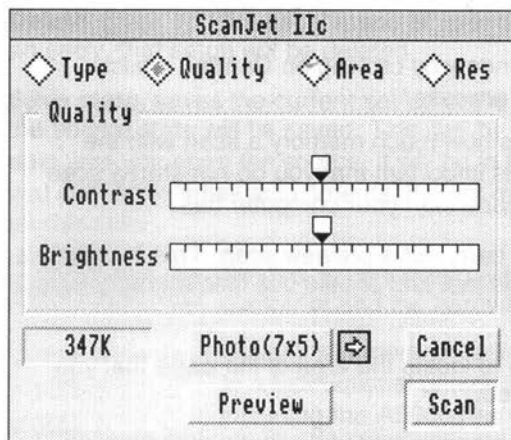 ScanJet IIc
Type Quality Area Res
Quality
Contrast
Brightness
347K Photo(7x5) Cancel
Preview Scan